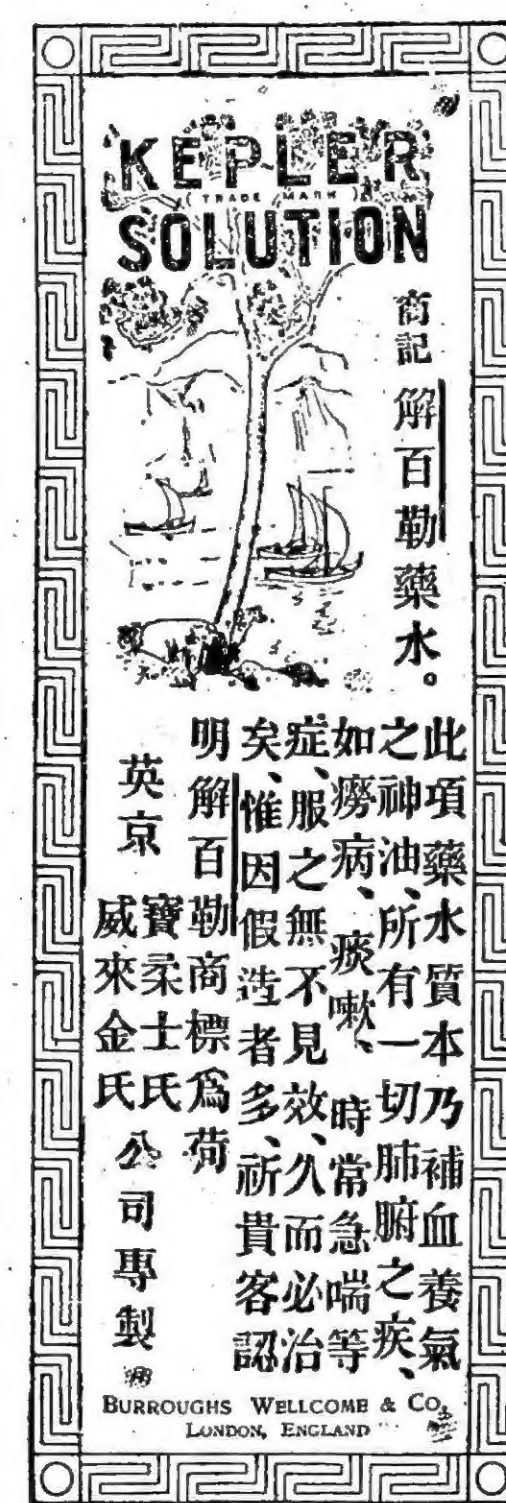 KEPLER
(TRADE MARK)
SOLUTION
商記解百勒藥水。
此項藥水質本乃補血養氣
之神油、所有一切肺腑之疾、
如癆病、痰嗽、時常急喘等
症、服之無不見效、久而必治
矣、惟因假造者多、祈貴客認
明解百勒商標爲荷
英京
寶柔士氏
威來金氏
公司專製
BURROUGHS WELLCOME & CO.
LONDON, ENGLAND